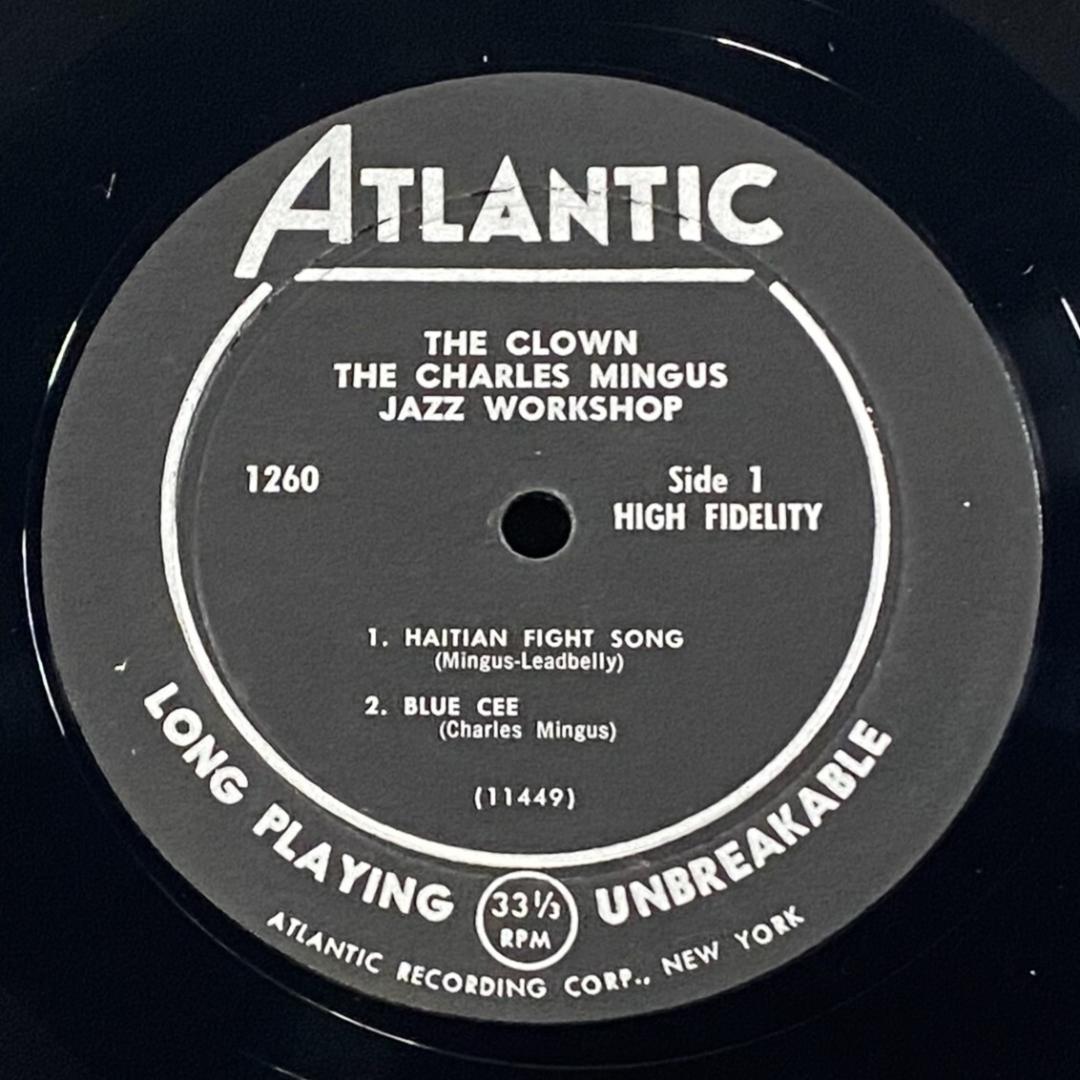 ATLANTIC
THE CLOWN
THE CHARLES MINGUS
JAZZ WORKSHOP
1260
Side 1
HIGH FIDELITY
1. HAITIAN FIGHT SONG
(Mingus-Leadbelly)
2. BLUE CEE
(Charles Mingus)
(11449)
LONG PLAYING
33⅓
RPM
UNBREAKABLE
ATLANTIC RECORDING CORP., NEW YORK